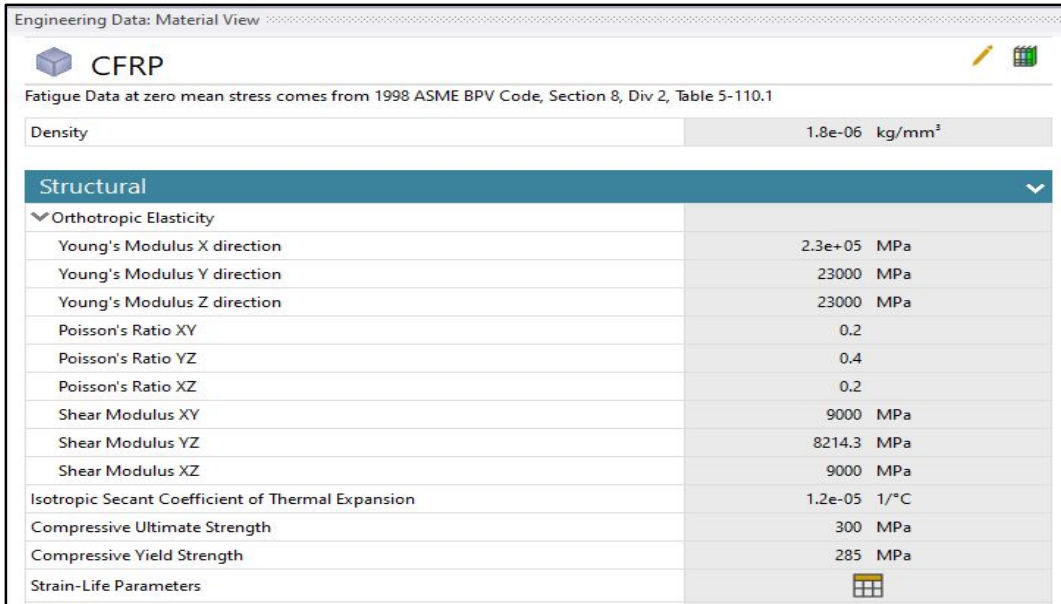 Engineering Data: Material View
CFRP
Fatigue Data at zero mean stress comes from 1998 ASME BPV Code, Section 8, Div 2, Table 5-110.1
Density 1.8e-06 kg/mm³
Structural
Orthotropic Elasticity
Young's Modulus X direction 2.3e+05 MPa
Young's Modulus Y direction 23000 MPa
Young's Modulus Z direction 23000 MPa
Poisson's Ratio XY 0.2
Poisson's Ratio YZ 0.4
Poisson's Ratio XZ 0.2
Shear Modulus XY 9000 MPa
Shear Modulus YZ 8214.3 MPa
Shear Modulus XZ 9000 MPa
Isotropic Secant Coefficient of Thermal Expansion 1.2e-05 1/°C
Compressive Ultimate Strength 300 MPa
Compressive Yield Strength 285 MPa
Strain-Life Parameters